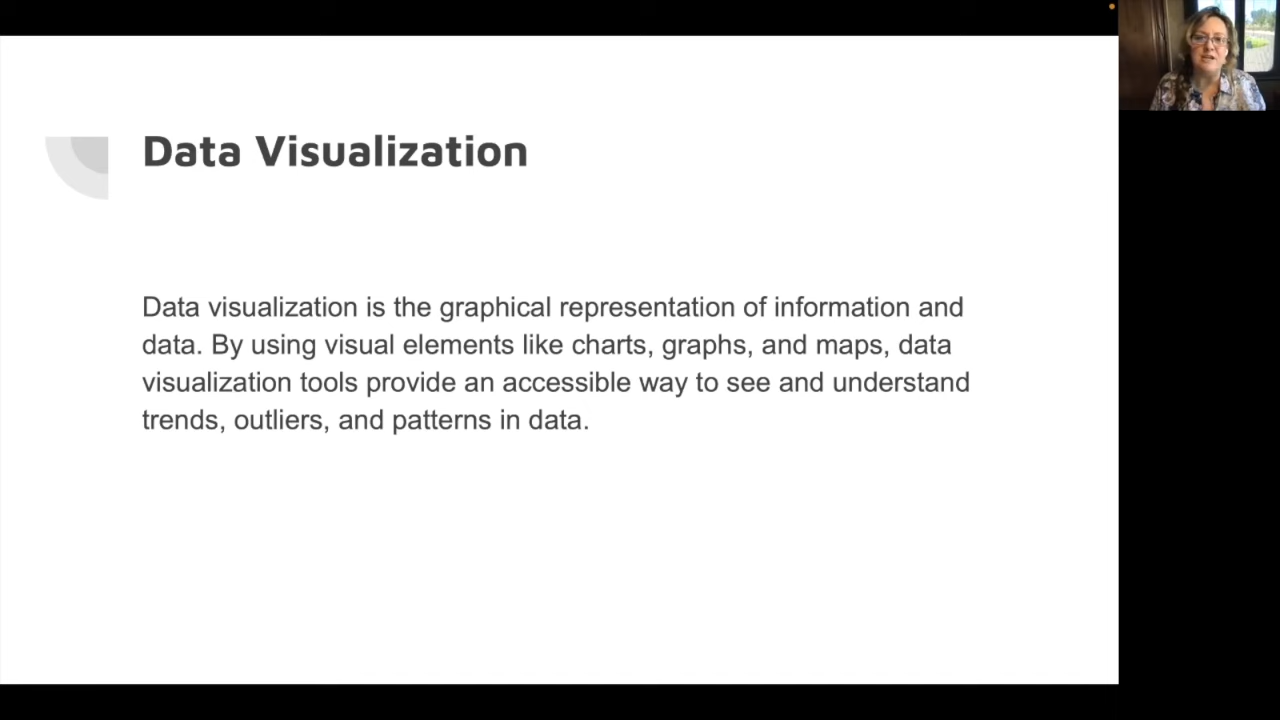 Data Visualization
Data visualization is the graphical representation of information and
data. By using visual elements like charts, graphs, and maps, data
visualization tools provide an accessible way to see and understand
trends, outliers, and patterns in data.